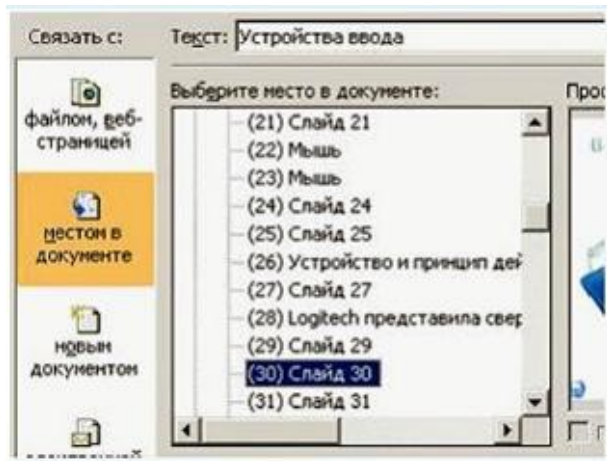 Связать с:
Текст: Устройства ввода
файлом, веб-
страницей
местом в
документе
новым
документом
Выберите место в документе:
(21) Слайд 21
(22) Мышь
(23) Мышь
(24) Слайд 24
(25) Слайд 25
(26) Устройство и принцип дей
(27) Слайд 27
(28) Logitech представила свер
(29) Слайд 29
(30) Слайд 30
(31) Слайд 31
Прос